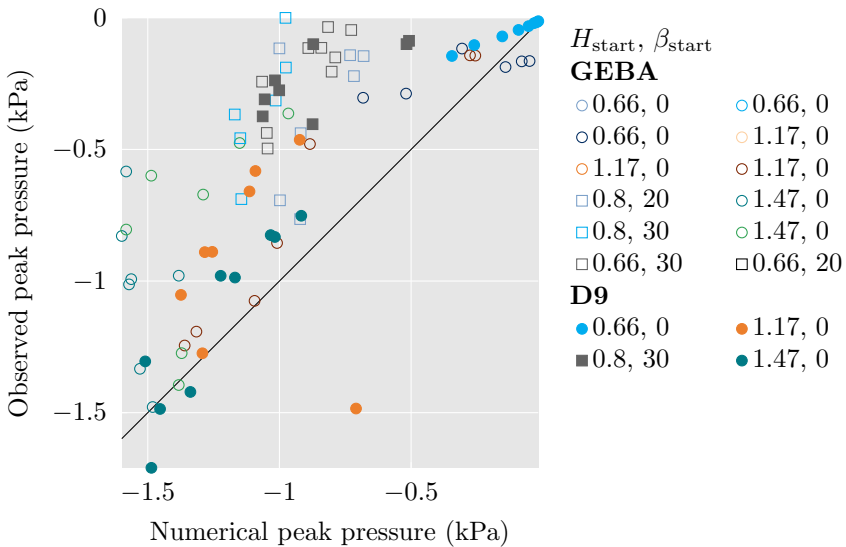 0
−0.5
−1
−1.5
−1.5 −1 −0.5
Observed peak pressure (kPa)
Numerical peak pressure (kPa)
H_start, β_start
GEBA
0.66, 0 0.66, 0
0.66, 0 1.17, 0
1.17, 0 1.17, 0
0.8, 20 1.47, 0
0.8, 30 1.47, 0
0.66, 30 0.66, 20
D9
0.66, 0 1.17, 0
0.8, 30 1.47, 0